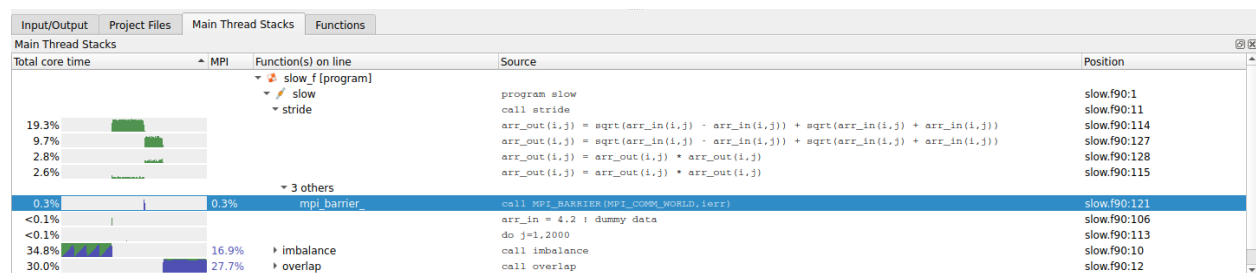 Input/Output Project Files Main Thread Stacks Functions
Main Thread Stacks
Total core time MPI Function(s) on line Source Position
slow_f [program]
slow program slow slow.f90:1
stride call stride slow.f90:11
19.3% arr_out(i,j) = sqrt(arr_in(i,j) - arr_in(i,j)) + sqrt(arr_in(i,j) + arr_in(i,j)) slow.f90:114
9.7% arr_out(i,j) = sqrt(arr_in(i,j) - arr_in(i,j)) + sqrt(arr_in(i,j) + arr_in(i,j)) slow.f90:127
2.8% arr_out(i,j) = arr_out(i,j) * arr_out(i,j) slow.f90:128
2.6% arr_out(i,j) = arr_out(i,j) * arr_out(i,j) slow.f90:115
3 others
0.3% 0.3% mpi_barrier_ call MPI_BARRIER(MPI_COMM_WORLD,ierr) slow.f90:121
<0.1% arr_in = 4.2 ! dummy data slow.f90:106
<0.1% do j=1,2000 slow.f90:113
34.8% 16.9% imbalance call imbalance slow.f90:10
30.0% 27.7% overlap call overlap slow.f90:12